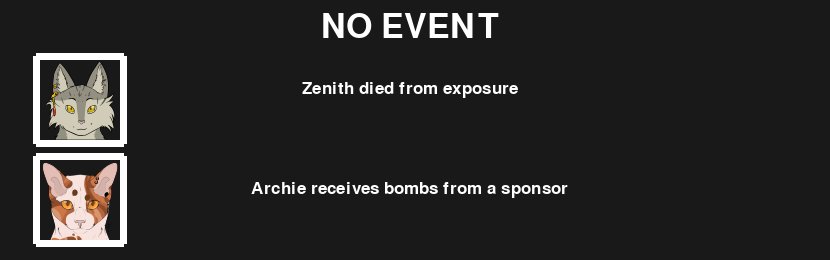 NO EVENT
Zenith died from exposure
Archie receives bombs from a sponsor